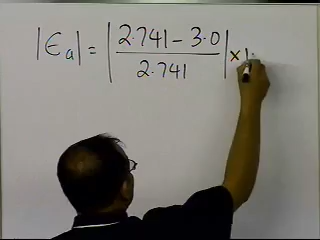 |∈a| = |(2.741 − 3.0)/2.741| × 1